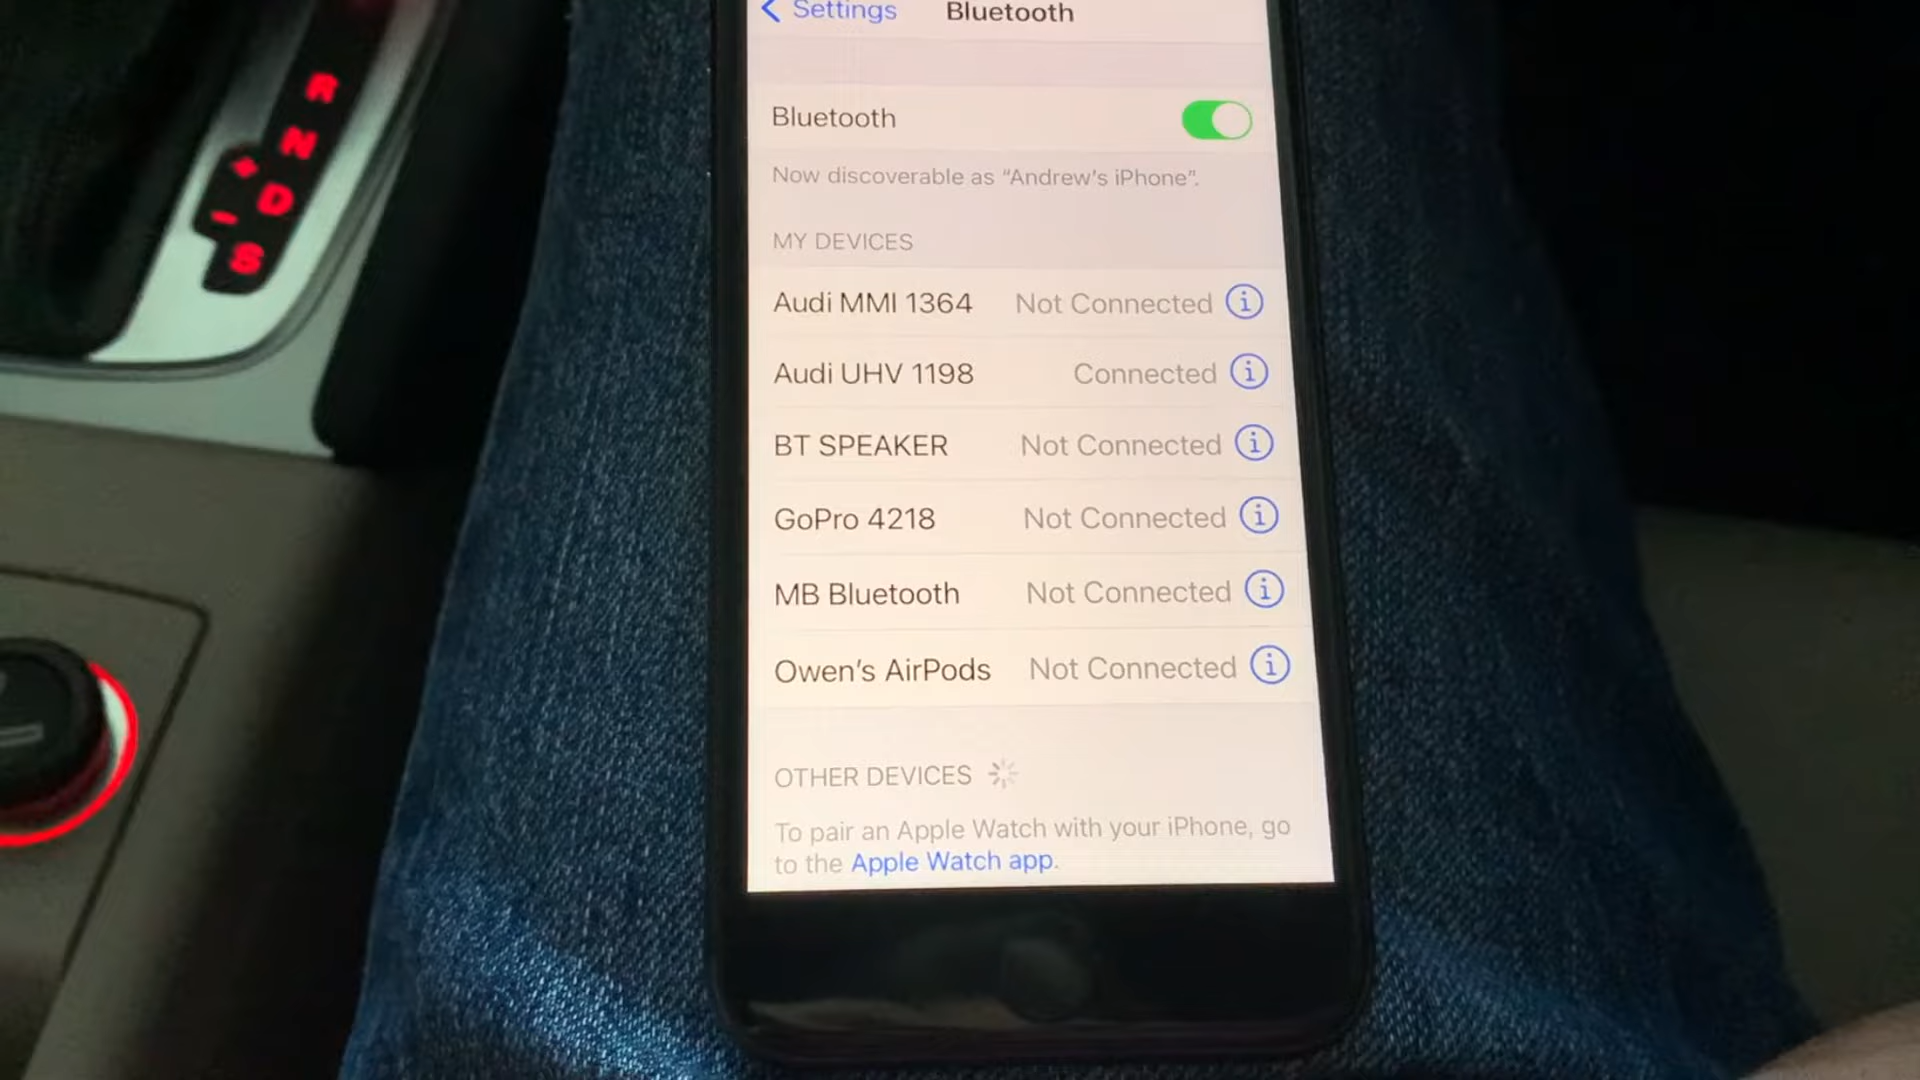 Settings Bluetooth
Bluetooth
Now discoverable as “Andrew’s iPhone”.
MY DEVICES
Audi MMI 1364 Not Connected
Audi UHV 1198 Connected
BT SPEAKER Not Connected
GoPro 4218 Not Connected
MB Bluetooth Not Connected
Owen’s AirPods Not Connected
OTHER DEVICES
To pair an Apple Watch with your iPhone, go
to the Apple Watch app.
R
N
+
D
-
S